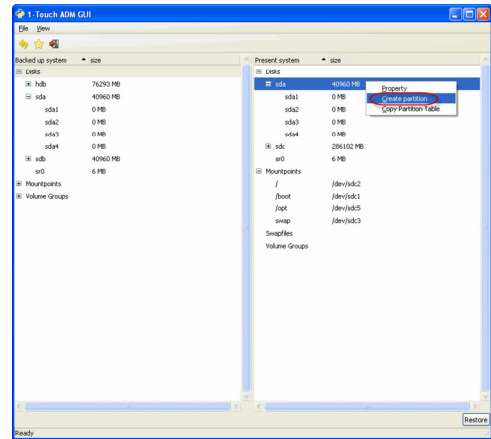 1-Touch ADM GUI
File View
Backed up system size
Disks
hdb 76293 MB
sda 40960 MB
sda1 0 MB
sda2 0 MB
sda3 0 MB
sda4 0 MB
sdb 40960 MB
sr0 6 MB
Mountpoints
Volume Groups
Present system size
Disks
sda 40960 MB
sda1 0 MB
sda2 0 MB
sda3 0 MB
sda4 0 MB
sdc 286102 MB
sr0 6 MB
Mountpoints
/ /dev/sdc2
/boot /dev/sdc1
/opt /dev/sdc5
swap /dev/sdc3
Swapfiles
Volume Groups
Property
Create partition
Copy Partition Table
Restore
Ready